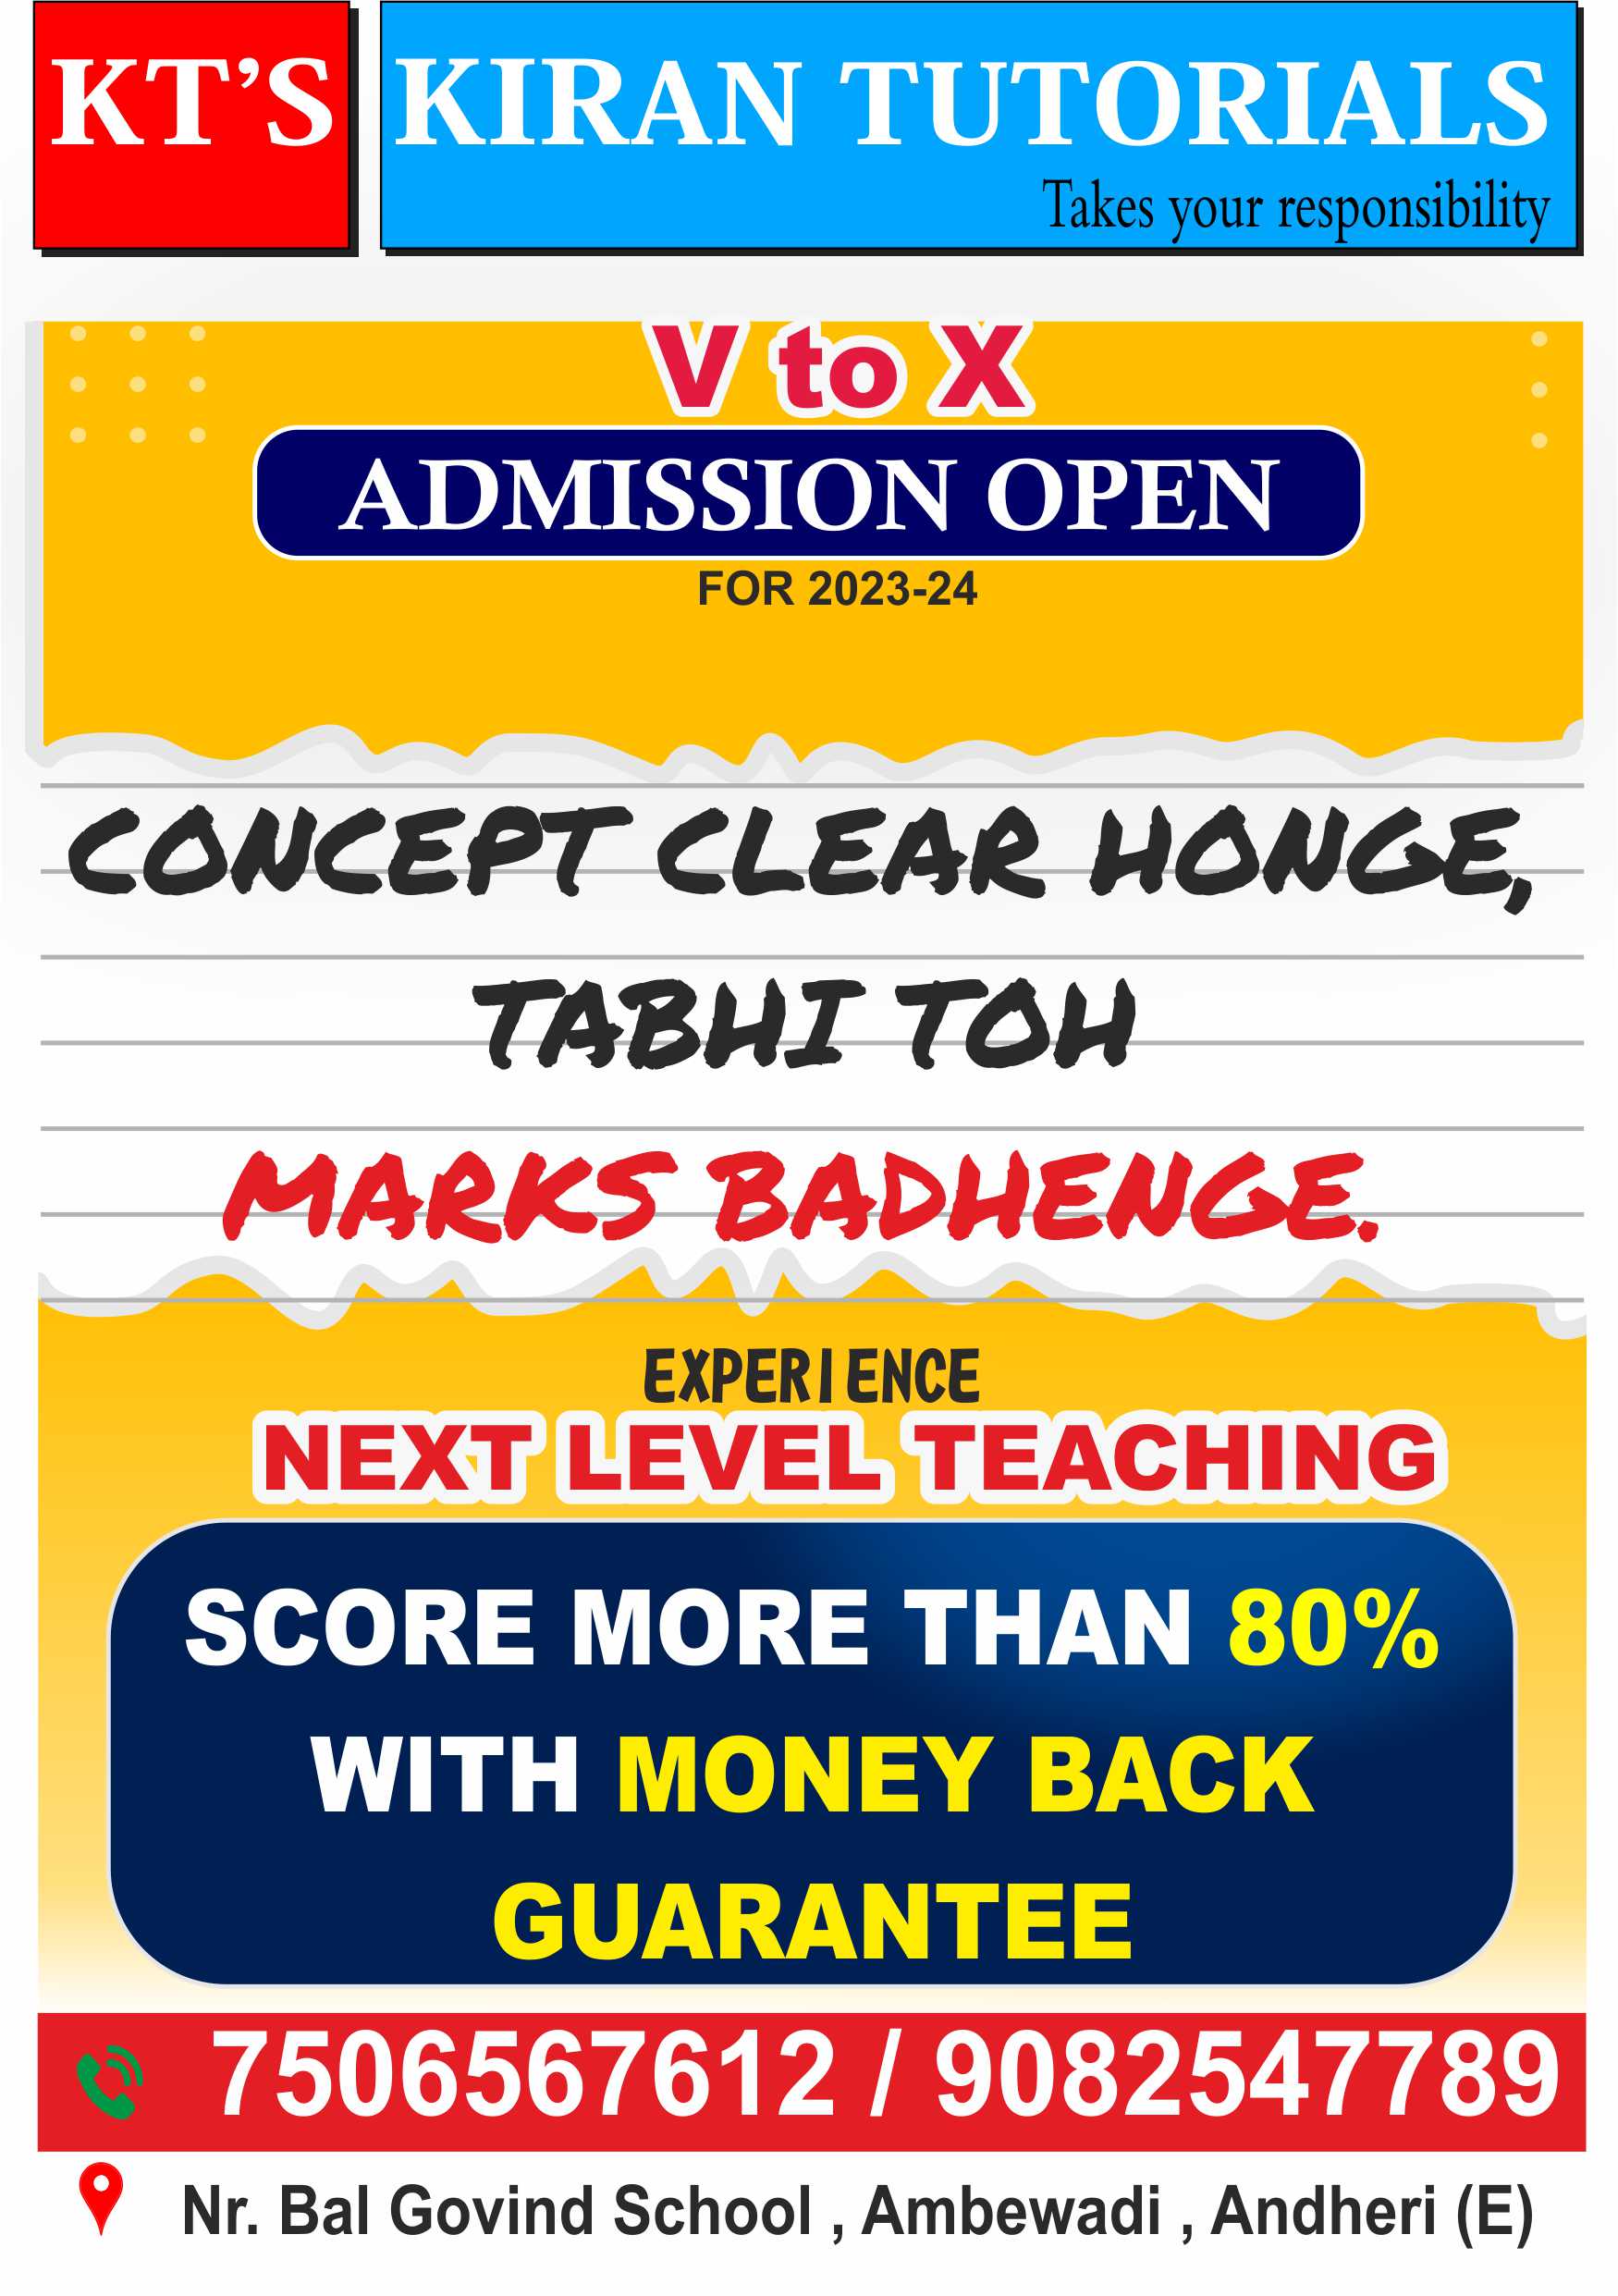 KT'S
KIRAN TUTORIALS
Takes your responsibility
V to X
ADMISSION OPEN
FOR 2023-24
CONCEPT CLEAR HONGE,
TABHI TOH
MARKS BADHENGE.
EXPERIENCE
NEXT LEVEL TEACHING
SCORE MORE THAN 80%
WITH MONEY BACK
GUARANTEE
7506567612 / 9082547789
Nr. Bal Govind School , Ambewadi , Andheri (E)